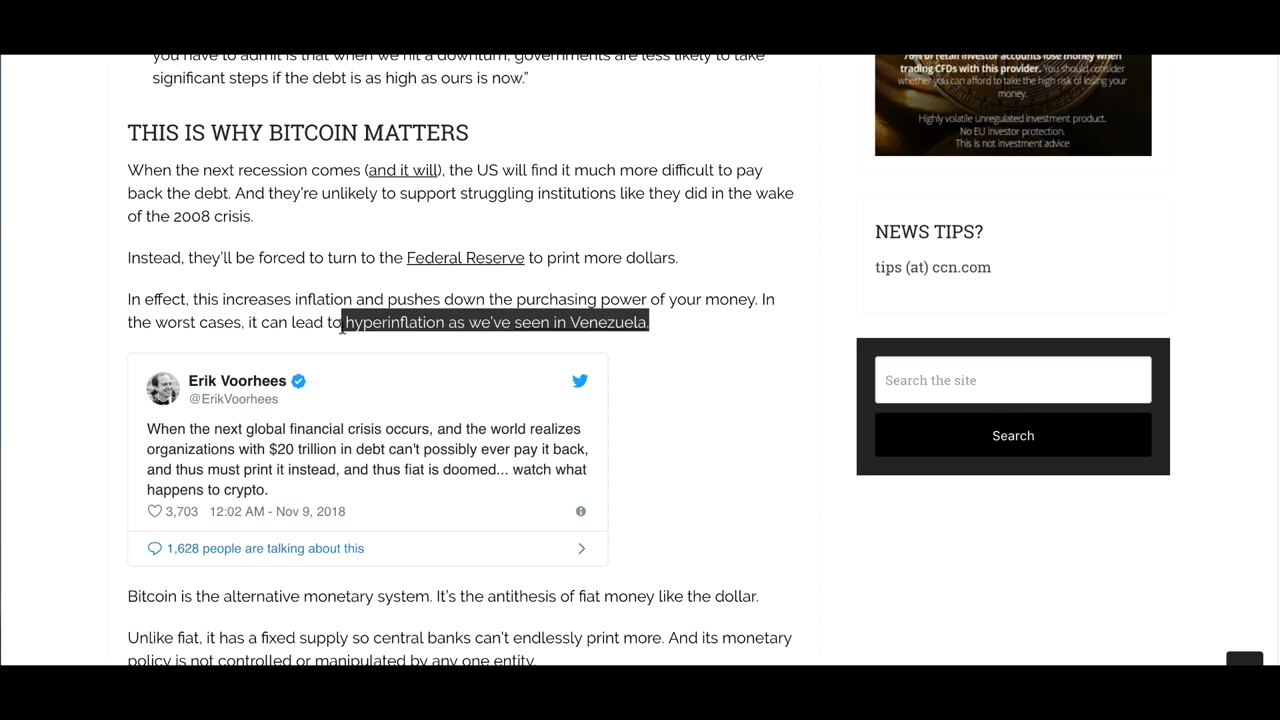 you have to admit is that when we hit a downturn, governments are less likely to take
significant steps if the debt is as high as ours is now.”
THIS IS WHY BITCOIN MATTERS
When the next recession comes (and it will), the US will find it much more difficult to pay
back the debt. And they’re unlikely to support struggling institutions like they did in the wake
of the 2008 crisis.
Instead, they’ll be forced to turn to the Federal Reserve to print more dollars.
In effect, this increases inflation and pushes down the purchasing power of your money. In
the worst cases, it can lead to hyperinflation as we’ve seen in Venezuela.
Erik Voorhees
@ErikVoorhees
When the next global financial crisis occurs, and the world realizes
organizations with $20 trillion in debt can't possibly ever pay it back,
and thus must print it instead, and thus fiat is doomed... watch what
happens to crypto.
3,703 12:02 AM - Nov 9, 2018
1,628 people are talking about this
Bitcoin is the alternative monetary system. It’s the antithesis of fiat money like the dollar.
Unlike fiat, it has a fixed supply so central banks can’t endlessly print more. And its monetary
policy is not controlled or manipulated by any one entity.
76% of retail investor accounts lose money when
trading CFDs with this provider. You should consider
whether you can afford to take the high risk of losing your
money.
Highly volatile unregulated investment product.
No EU investor protection.
This is not investment advice
NEWS TIPS?
tips (at) ccn.com
Search the site
Search